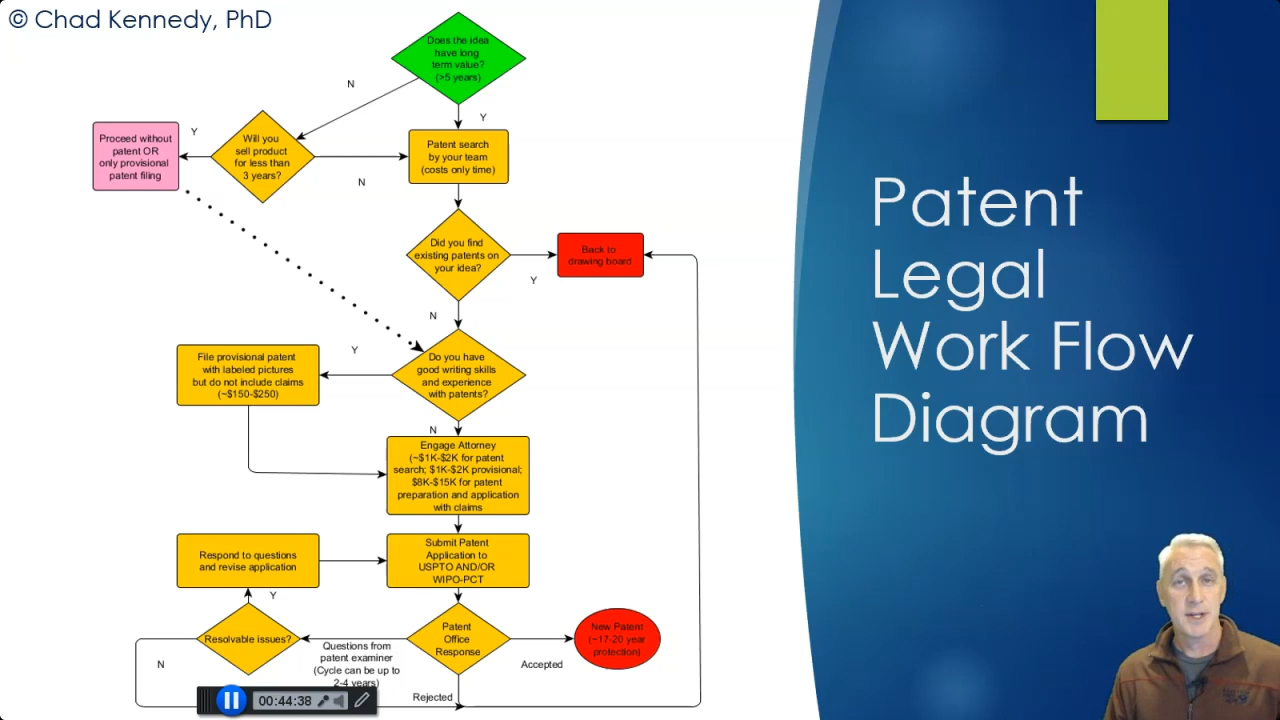 © Chad Kennedy, PhD
Does the idea
have long
term value?
(>5 years)
N
Y
Proceed without
patent OR
only provisional
patent filing
Y
Will you
sell product
for less than
3 years?
N
Patent search
by your team
(costs only time)
Did you find
existing patents on
your idea?
Y
Back to
drawing board
N
Do you have
good writing skills
and experience
with patents?
Y
File provisional patent
with labeled pictures
but do not include claims
(~$150-$250)
N
Engage Attorney
(~$1K-$2K for patent
search; $1K-$2K provisional;
$8K-$15K for patent
preparation and application
with claims
Respond to questions
and revise application
Submit Patent
Application to
USPTO AND/OR
WIPO-PCT
Y
Resolvable issues?
N
Questions from
patent examiner
(Cycle can be up to
2-4 years)
Patent
Office
Response
Accepted
New Patent
(~17-20 year
protection)
Rejected
00:44:38
Patent
Legal
Work Flow
Diagram